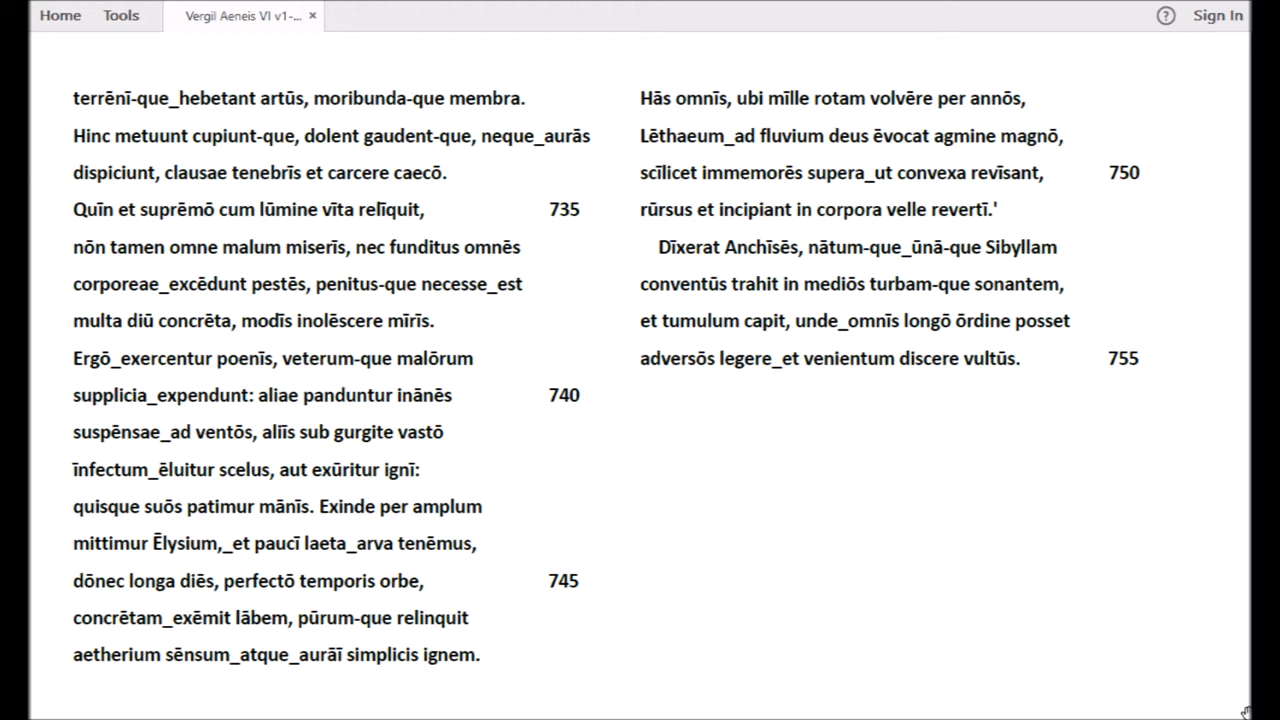 Home Tools Vergil Aeneis VI v1-... × ? Sign In
terrēnī-que_hebetant artūs, moribunda-que membra.
Hinc metuunt cupiunt-que, dolent gaudent-que, neque_aurās
dispiciunt, clausae tenebrīs et carcere caecō.
Quīn et suprēmō cum lūmine vīta relīquit, 735
nōn tamen omne malum miserīs, nec funditus omnēs
corporeae_excēdunt pestēs, penitus-que necesse_est
multa diū concrēta, modīs inolēscere mīrīs.
Ergō_exercentur poenīs, veterum-que malōrum
supplicia_expendunt: aliae panduntur inānēs 740
suspēnsae_ad ventōs, aliīs sub gurgite vastō
īnfectum_ēluitur scelus, aut exūritur ignī:
quisque suōs patimur mānīs. Exinde per amplum
mittimur Ēlysium,_et paucī laeta_arva tenēmus,
dōnec longa diēs, perfectō temporis orbe, 745
concrētam_exēmit lābem, pūrum-que relinquit
aetherium sēnsum_atque_aurāī simplicis ignem.
Hās omnīs, ubi mīlle rotam volvēre per annōs,
Lēthaeum_ad fluvium deus ēvocat agmine magnō,
scīlicet immemorēs supera_ut convexa revīsant, 750
rūrsus et incipiant in corpora velle revertī.'
Dīxerat Anchīsēs, nātum-que_ūnā-que Sibyllam
conventūs trahit in mediōs turbam-que sonantem,
et tumulum capit, unde_omnīs longō ōrdine posset
adversōs legere_et venientum discere vultūs. 755